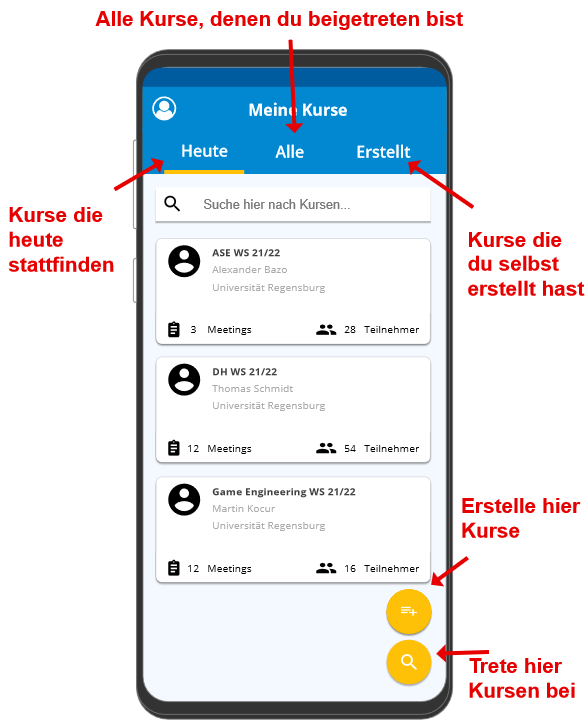 Alle Kurse, denen du beigetreten bist
Meine Kurse
Heute
Alle
Erstellt
Kurse die
heute
stattfinden
Suche hier nach Kursen...
Kurse die
du selbst
erstellt hast
ASE WS 21/22
Alexander Bazo
Universität Regensburg
3 Meetings
28 Teilnehmer
DH WS 21/22
Thomas Schmidt
Universität Regensburg
12 Meetings
54 Teilnehmer
Game Engineering WS 21/22
Martin Kocur
Universität Regensburg
12 Meetings
16 Teilnehmer
Erstelle hier
Kurse
Trete hier
Kursen bei